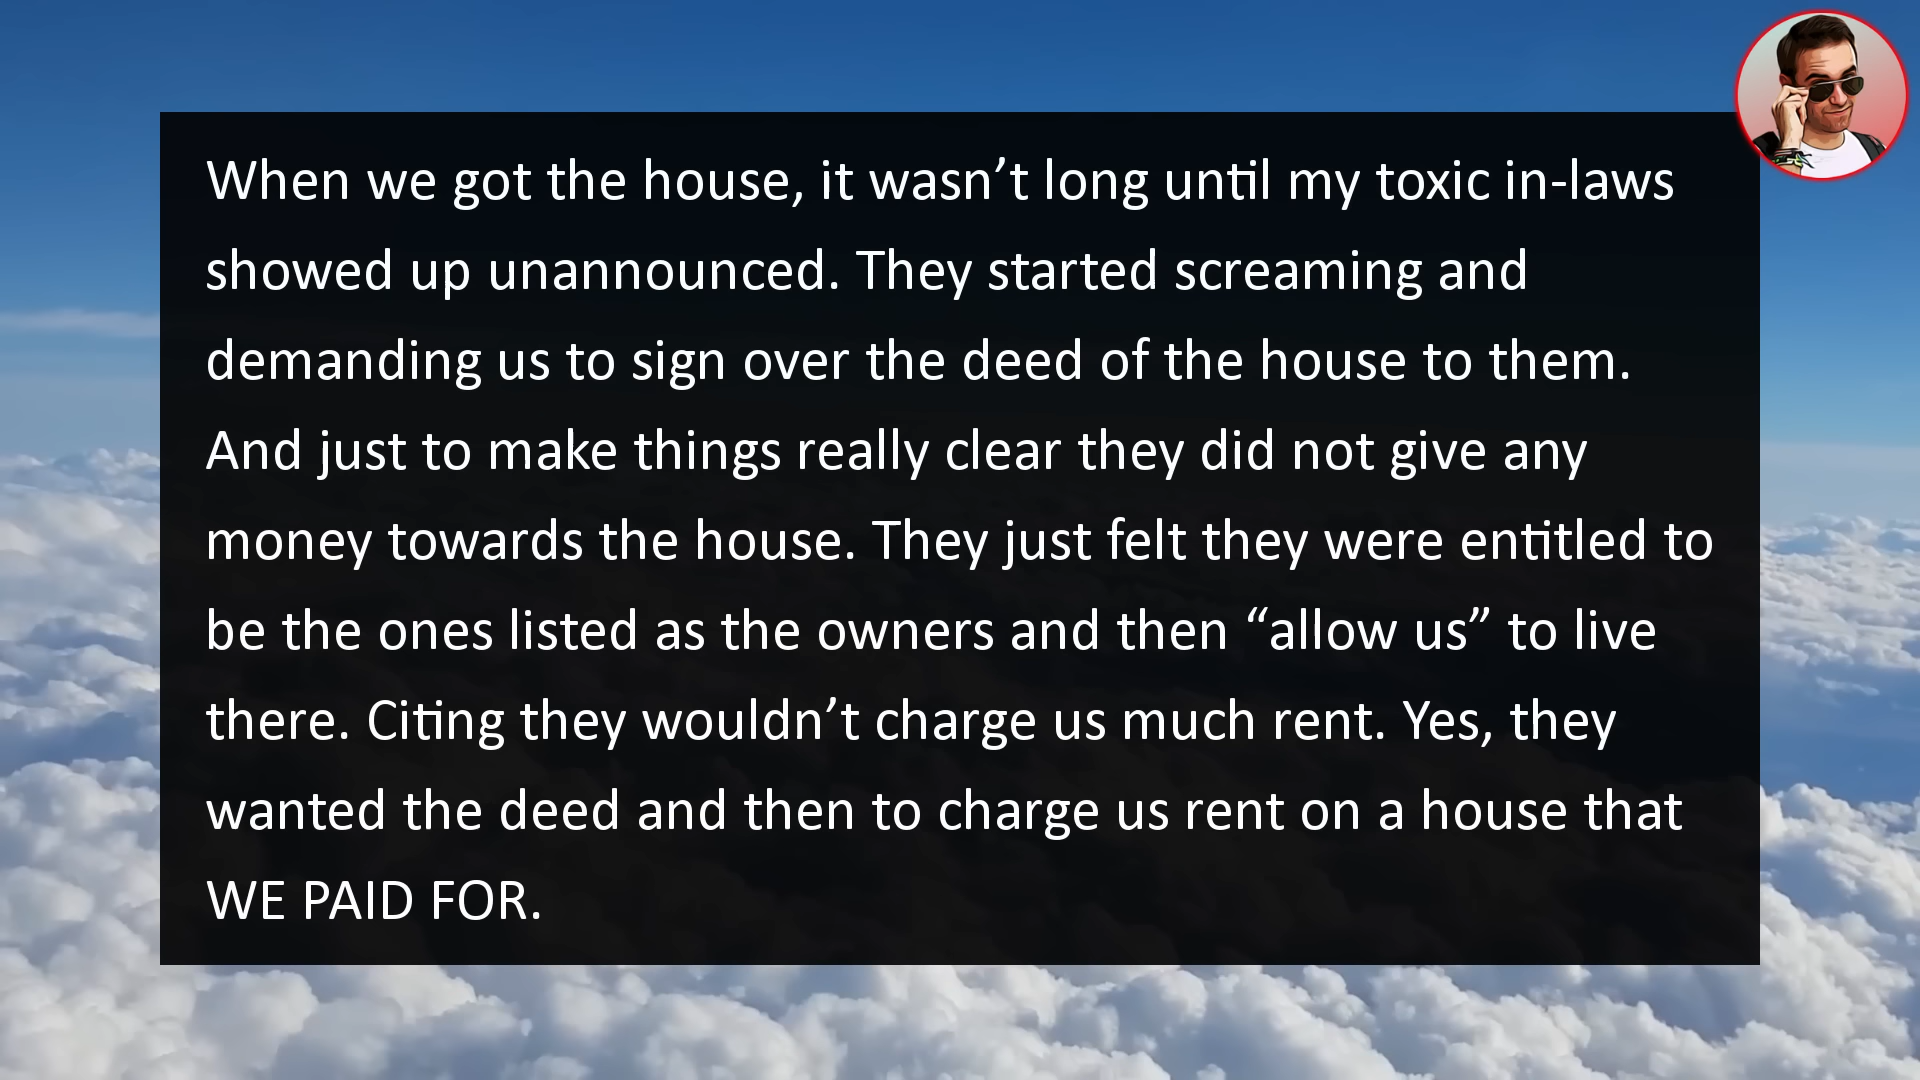 When we got the house, it wasn’t long until my toxic in-laws
showed up unannounced. They started screaming and
demanding us to sign over the deed of the house to them.
And just to make things really clear they did not give any
money towards the house. They just felt they were entitled to
be the ones listed as the owners and then “allow us” to live
there. Citing they wouldn’t charge us much rent. Yes, they
wanted the deed and then to charge us rent on a house that
WE PAID FOR.